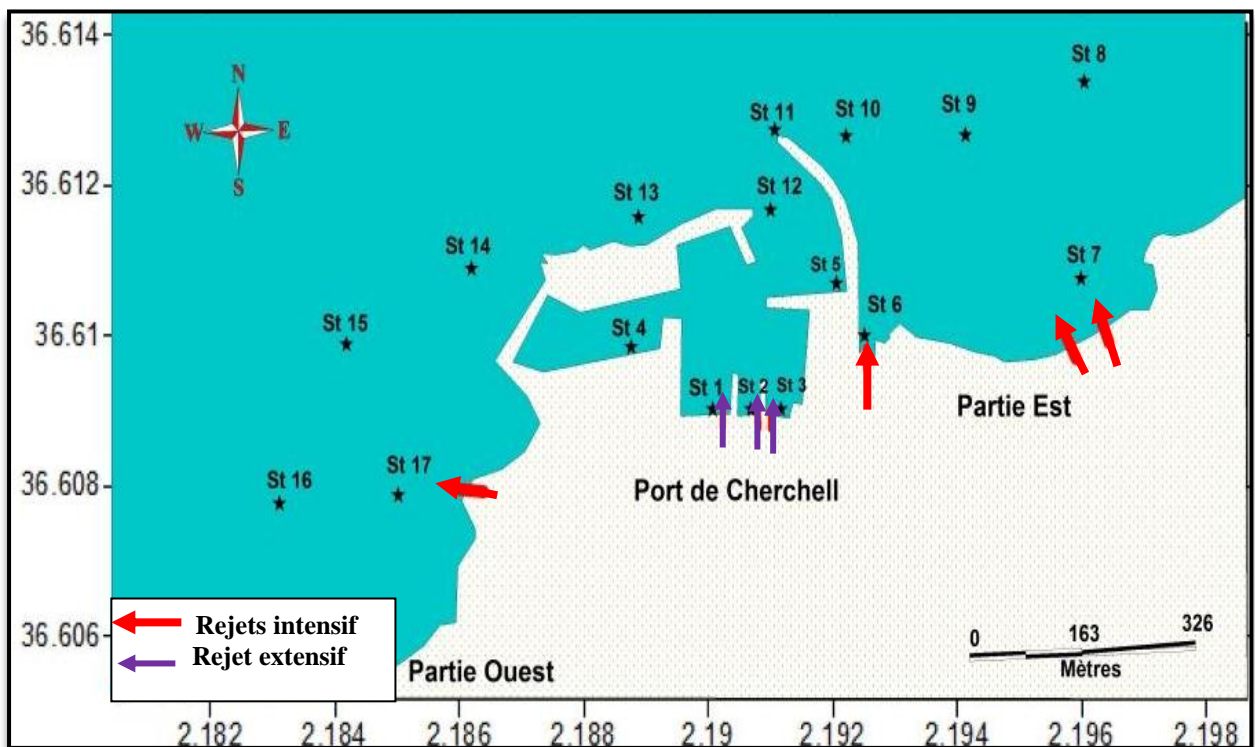 36.614
36.612
36.61
36.608
36.606
N
W E
S
St 8
St 11
St 10
St 9
St 12
St 13
St 14
St 7
St 5
St 6
St 15
St 4
St 1
St 2
St 3
Partie Est
St 17
St 16
Port de Cherchell
Rejets intensif
Rejet extensif
Partie Ouest
0 163 326
Mètres
2.182 2.184 2.186 2.188 2.19 2.192 2.194 2.196 2.198